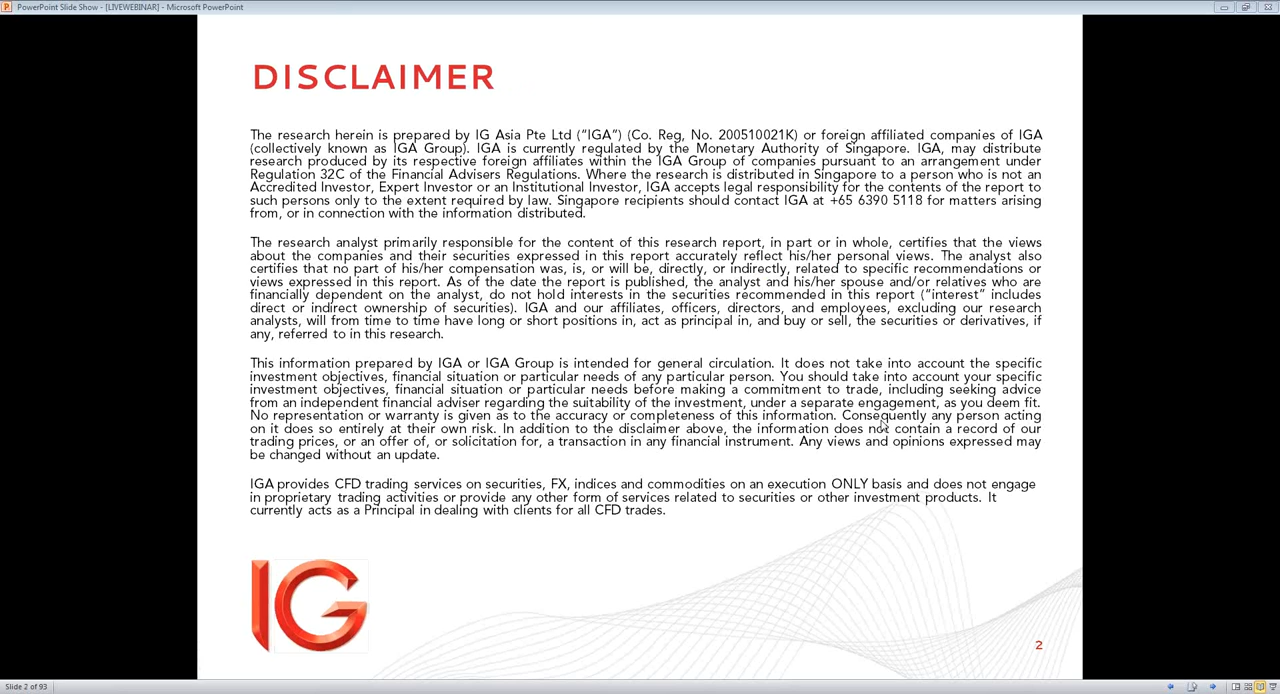 PowerPoint Slide Show - [LIVEWEBINAR] - Microsoft PowerPoint
DISCLAIMER
The research herein is prepared by IG Asia Pte Ltd (“IGA”) (Co. Reg, No. 200510021K) or foreign affiliated companies of IGA
(collectively known as IGA Group). IGA is currently regulated by the Monetary Authority of Singapore. IGA, may distribute
research produced by its respective foreign affiliates within the IGA Group of companies pursuant to an arrangement under
Regulation 32C of the Financial Advisers Regulations. Where the research is distributed in Singapore to a person who is not an
Accredited Investor, Expert Investor or an Institutional Investor, IGA accepts legal responsibility for the contents of the report to
such persons only to the extent required by law. Singapore recipients should contact IGA at +65 6390 5118 for matters arising
from, or in connection with the information distributed.
The research analyst primarily responsible for the content of this research report, in part or in whole, certifies that the views
about the companies and their securities expressed in this report accurately reflect his/her personal views. The analyst also
certifies that no part of his/her compensation was, is, or will be, directly, or indirectly, related to specific recommendations or
views expressed in this report. As of the date the report is published, the analyst and his/her spouse and/or relatives who are
financially dependent on the analyst, do not hold interests in the securities recommended in this report (“interest” includes
direct or indirect ownership of securities). IGA and our affiliates, officers, directors, and employees, excluding our research
analysts, will from time to time have long or short positions in, act as principal in, and buy or sell, the securities or derivatives, if
any, referred to in this research.
This information prepared by IGA or IGA Group is intended for general circulation. It does not take into account the specific
investment objectives, financial situation or particular needs of any particular person. You should take into account your specific
investment objectives, financial situation or particular needs before making a commitment to trade, including seeking advice
from an independent financial adviser regarding the suitability of the investment, under a separate engagement, as you deem fit.
No representation or warranty is given as to the accuracy or completeness of this information. Consequently any person acting
on it does so entirely at their own risk. In addition to the disclaimer above, the information does not contain a record of our
trading prices, or an offer of, or solicitation for, a transaction in any financial instrument. Any views and opinions expressed may
be changed without an update.
IGA provides CFD trading services on securities, FX, indices and commodities on an execution ONLY basis and does not engage
in proprietary trading activities or provide any other form of services related to securities or other investment products. It
currently acts as a Principal in dealing with clients for all CFD trades.
IG
2
Slide 2 of 93